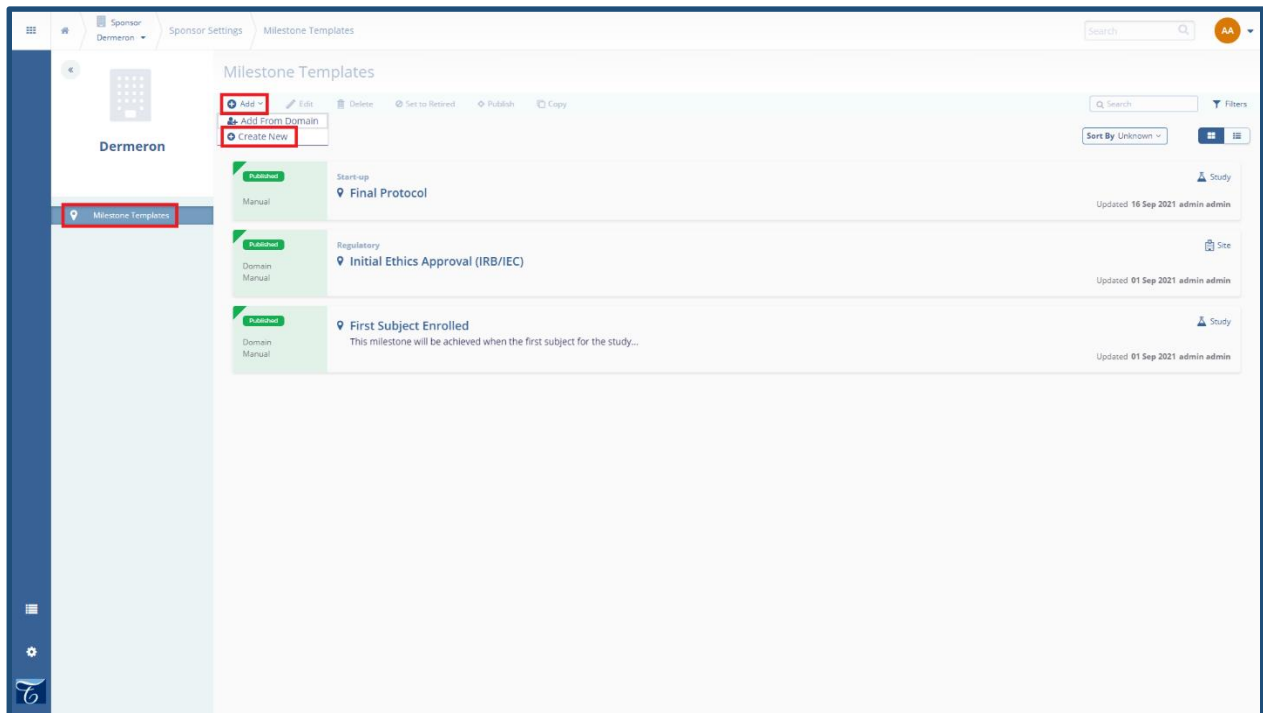 Sponsor
Dermeron
Sponsor Settings
Milestone Templates
Search
AA
Dermeron
Milestone Templates
Milestone Templates
Add
Edit
Delete
Set to Retired
Publish
Copy
Search
Filters
Add From Domain
Create New
Sort By Unknown
Published
Manual
Start-up
Final Protocol
Study
Updated 16 Sep 2021 admin admin
Published
Domain
Manual
Regulatory
Initial Ethics Approval (IRB/IEC)
Site
Updated 01 Sep 2021 admin admin
Published
Domain
Manual
First Subject Enrolled
This milestone will be achieved when the first subject for the study...
Study
Updated 01 Sep 2021 admin admin